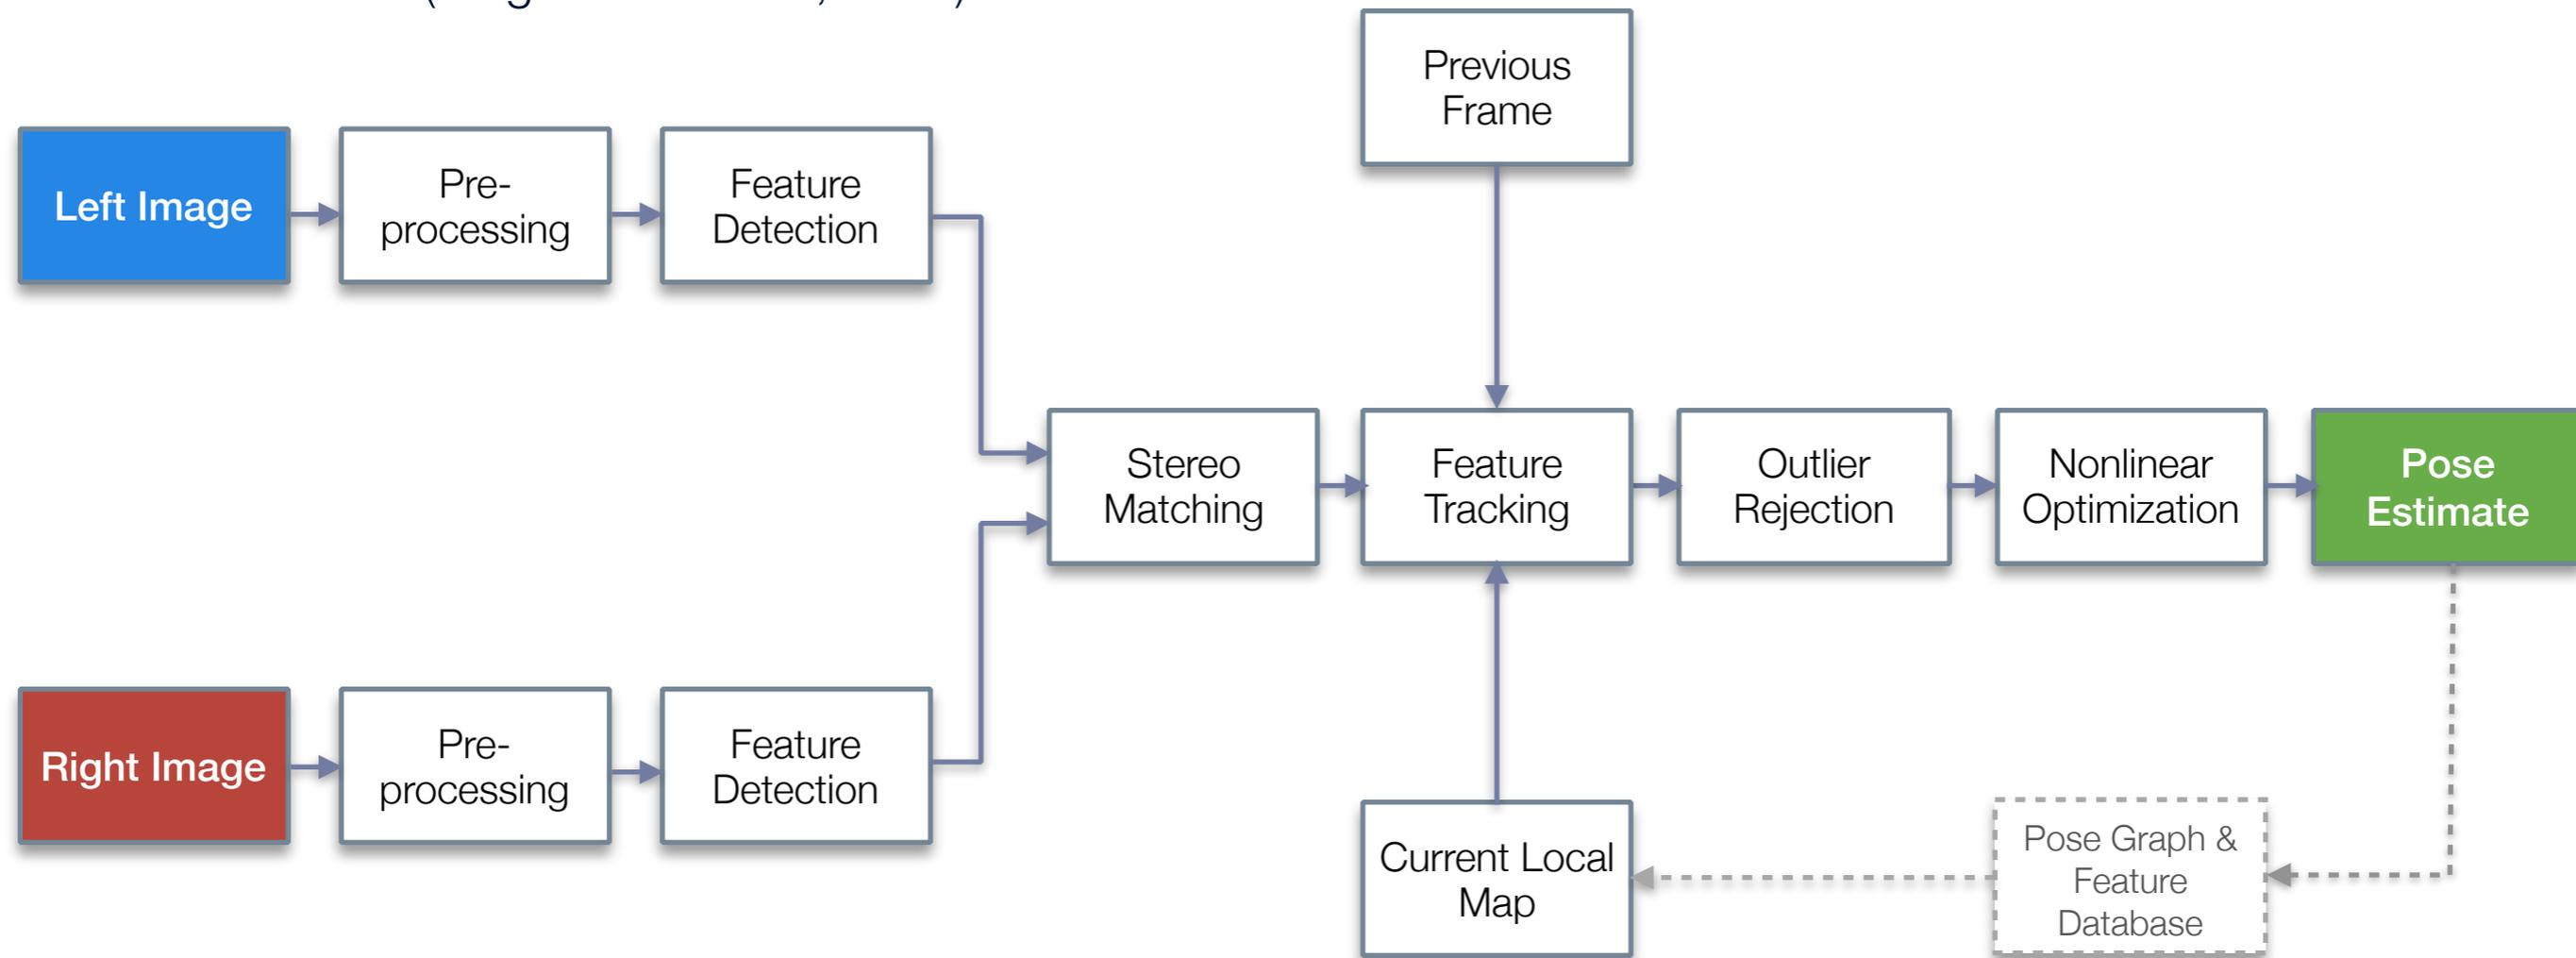 Previous
Frame
Left Image
Pre-
processing
Feature
Detection
Stereo
Matching
Feature
Tracking
Outlier
Rejection
Nonlinear
Optimization
Pose
Estimate
Right Image
Pre-
processing
Feature
Detection
Current Local
Map
Pose Graph &
Feature
Database